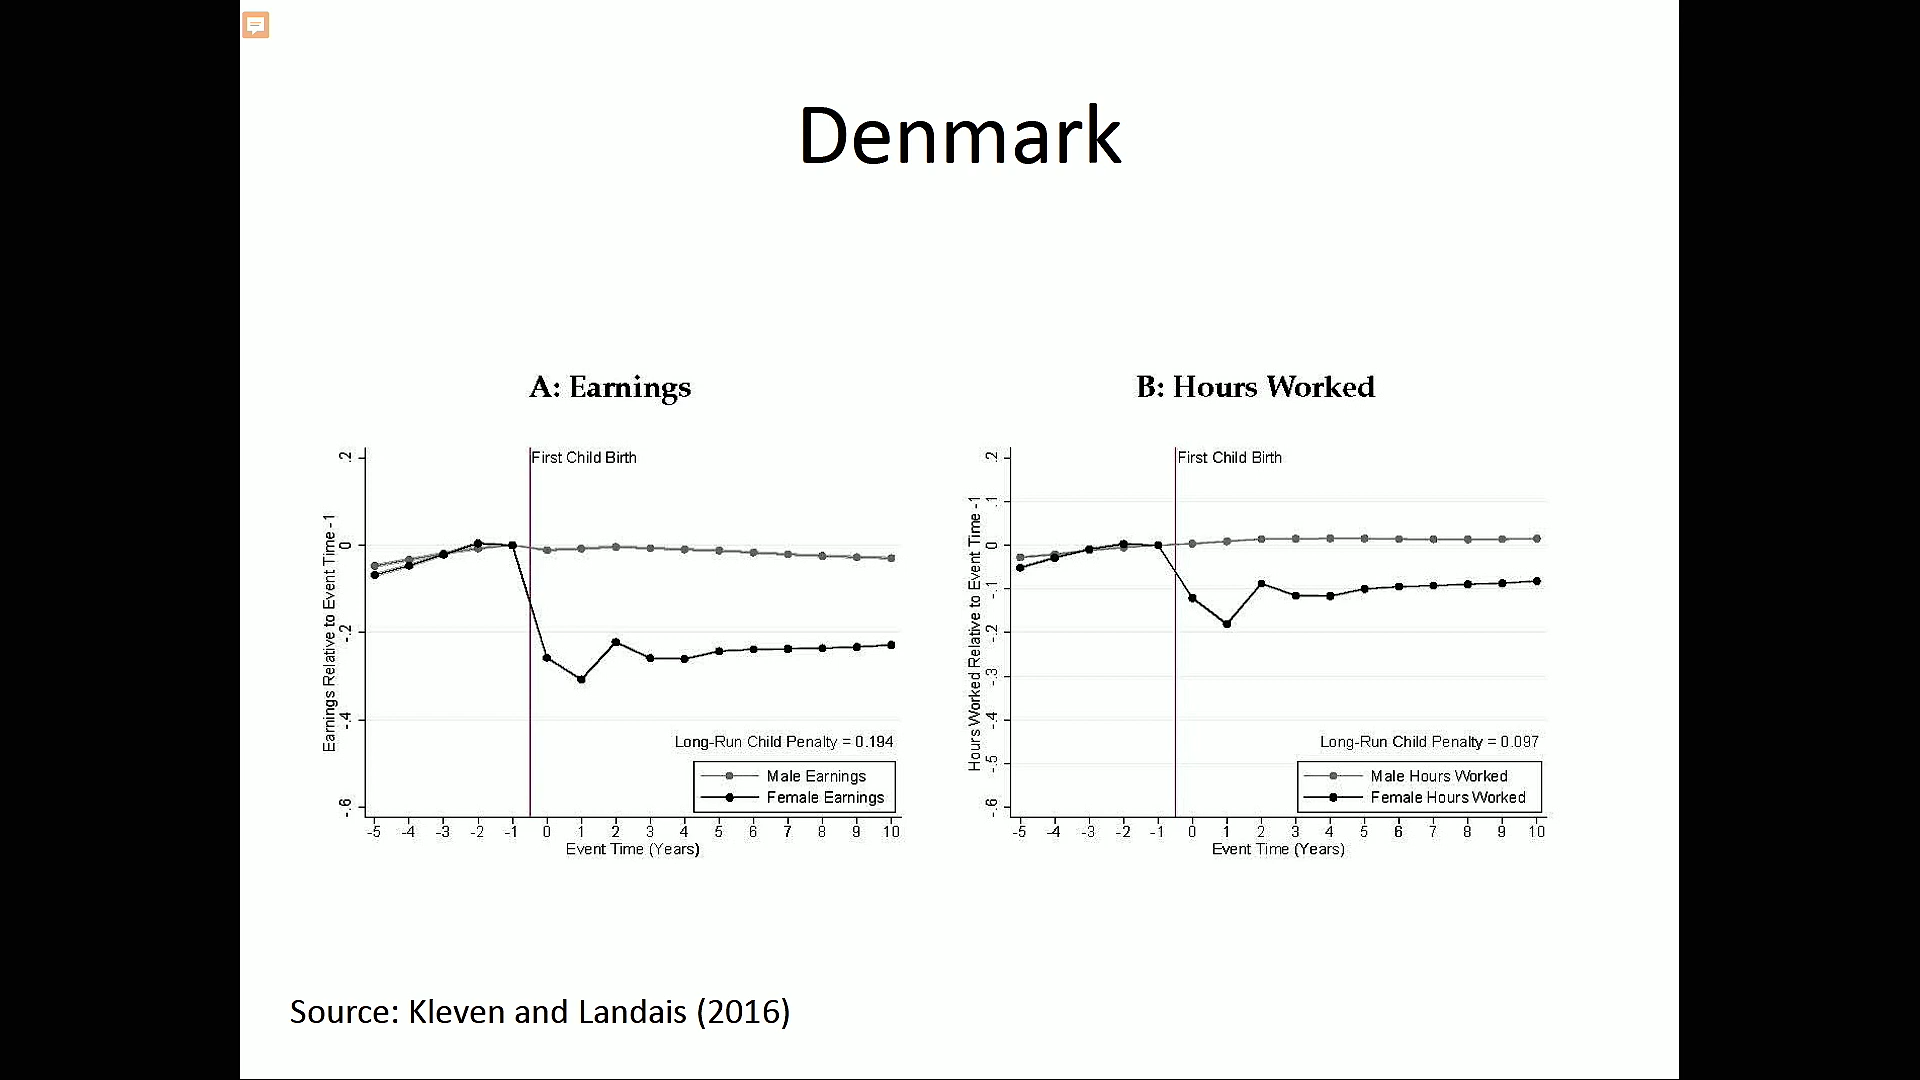 Denmark
A: Earnings
First Child Birth
Earnings Relative to Event Time -1
.2
0
-.2
-.4
-.6
Long-Run Child Penalty = 0.194
Male Earnings
Female Earnings
-5 -4 -3 -2 -1 0 1 2 3 4 5 6 7 8 9 10
Event Time (Years)
B: Hours Worked
First Child Birth
Hours Worked Relative to Event Time -1
.2
.1
0
-.1
-.2
-.3
-.4
-.5
-.6
Long-Run Child Penalty = 0.097
Male Hours Worked
Female Hours Worked
-5 -4 -3 -2 -1 0 1 2 3 4 5 6 7 8 9 10
Event Time (Years)
Source: Kleven and Landais (2016)